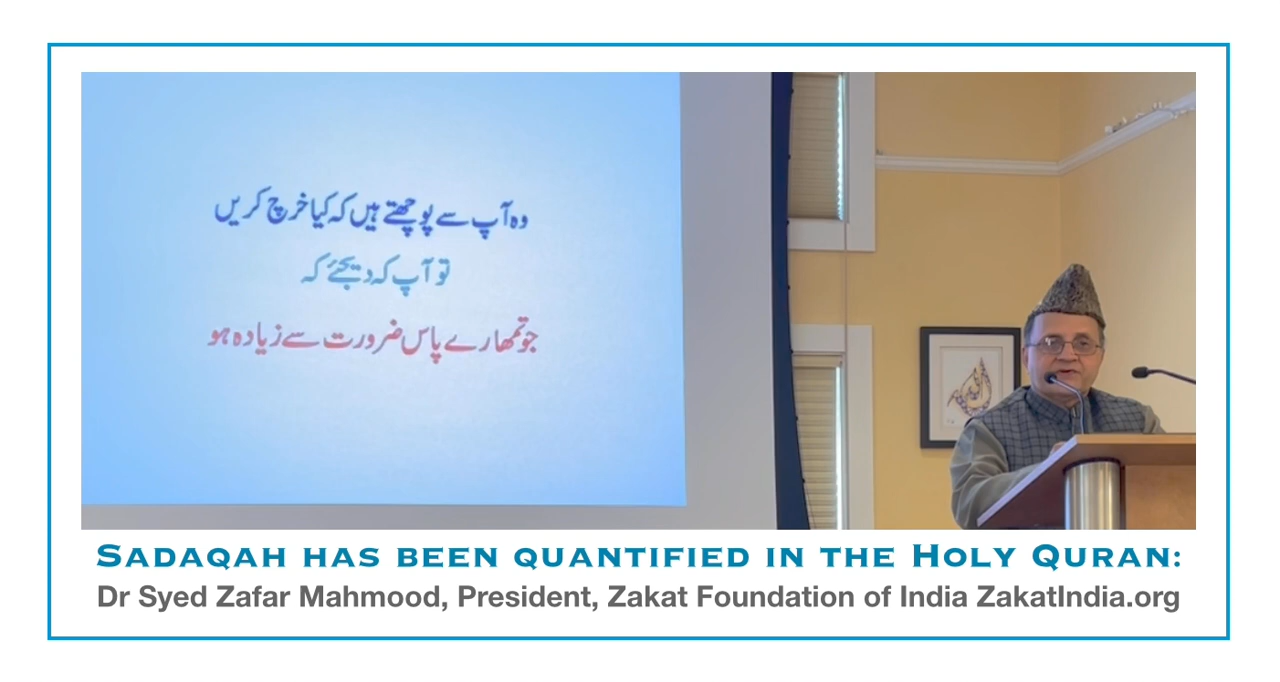 وہ آپ سے پوچھتے ہیں کہ کیا خرچ کریں
تو آپ کہ دیجئے کہ
جو تمھارے پاس ضرورت سے زیادہ ہو
Sadaqah has been quantified in the Holy Quran:
Dr Syed Zafar Mahmood, President, Zakat Foundation of India ZakatIndia.org